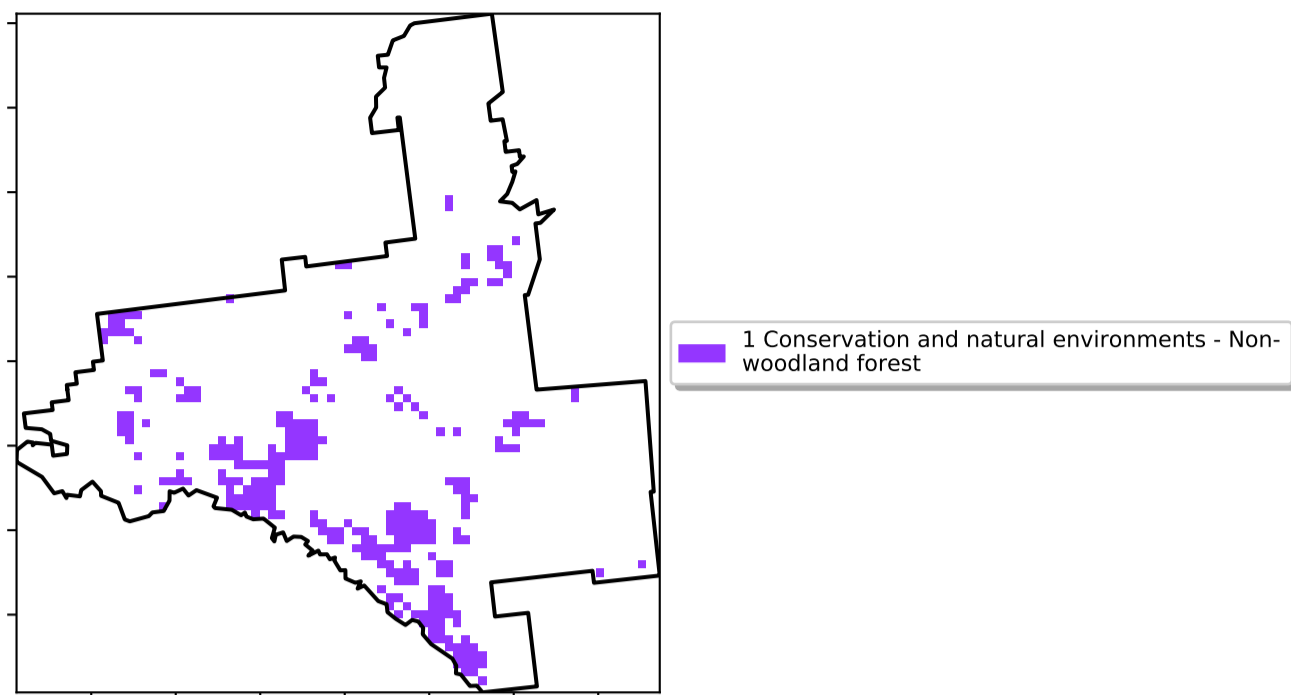 1 Conservation and natural environments - Non-
woodland forest